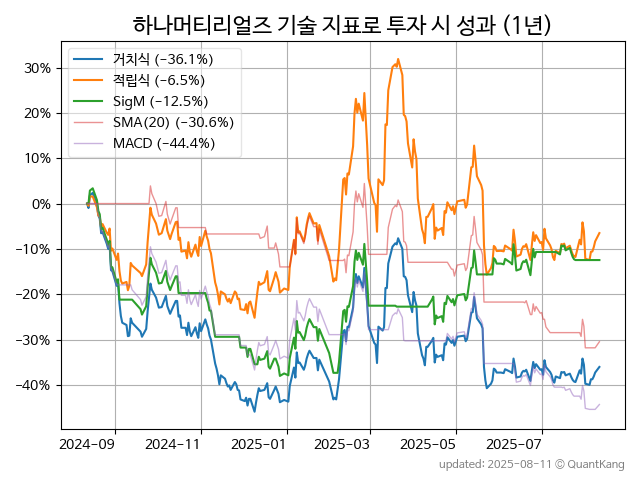 하나머티리얼즈 기술 지표로 투자 시 성과 (1년)
거치식 (−36.1%)
적립식 (−6.5%)
SigM (−12.5%)
SMA(20) (−30.6%)
MACD (−44.4%)
30%
20%
10%
0%
−10%
−20%
−30%
−40%
2024-09 2024-11 2025-01 2025-03 2025-05 2025-07
updated: 2025-08-11 © QuantKang